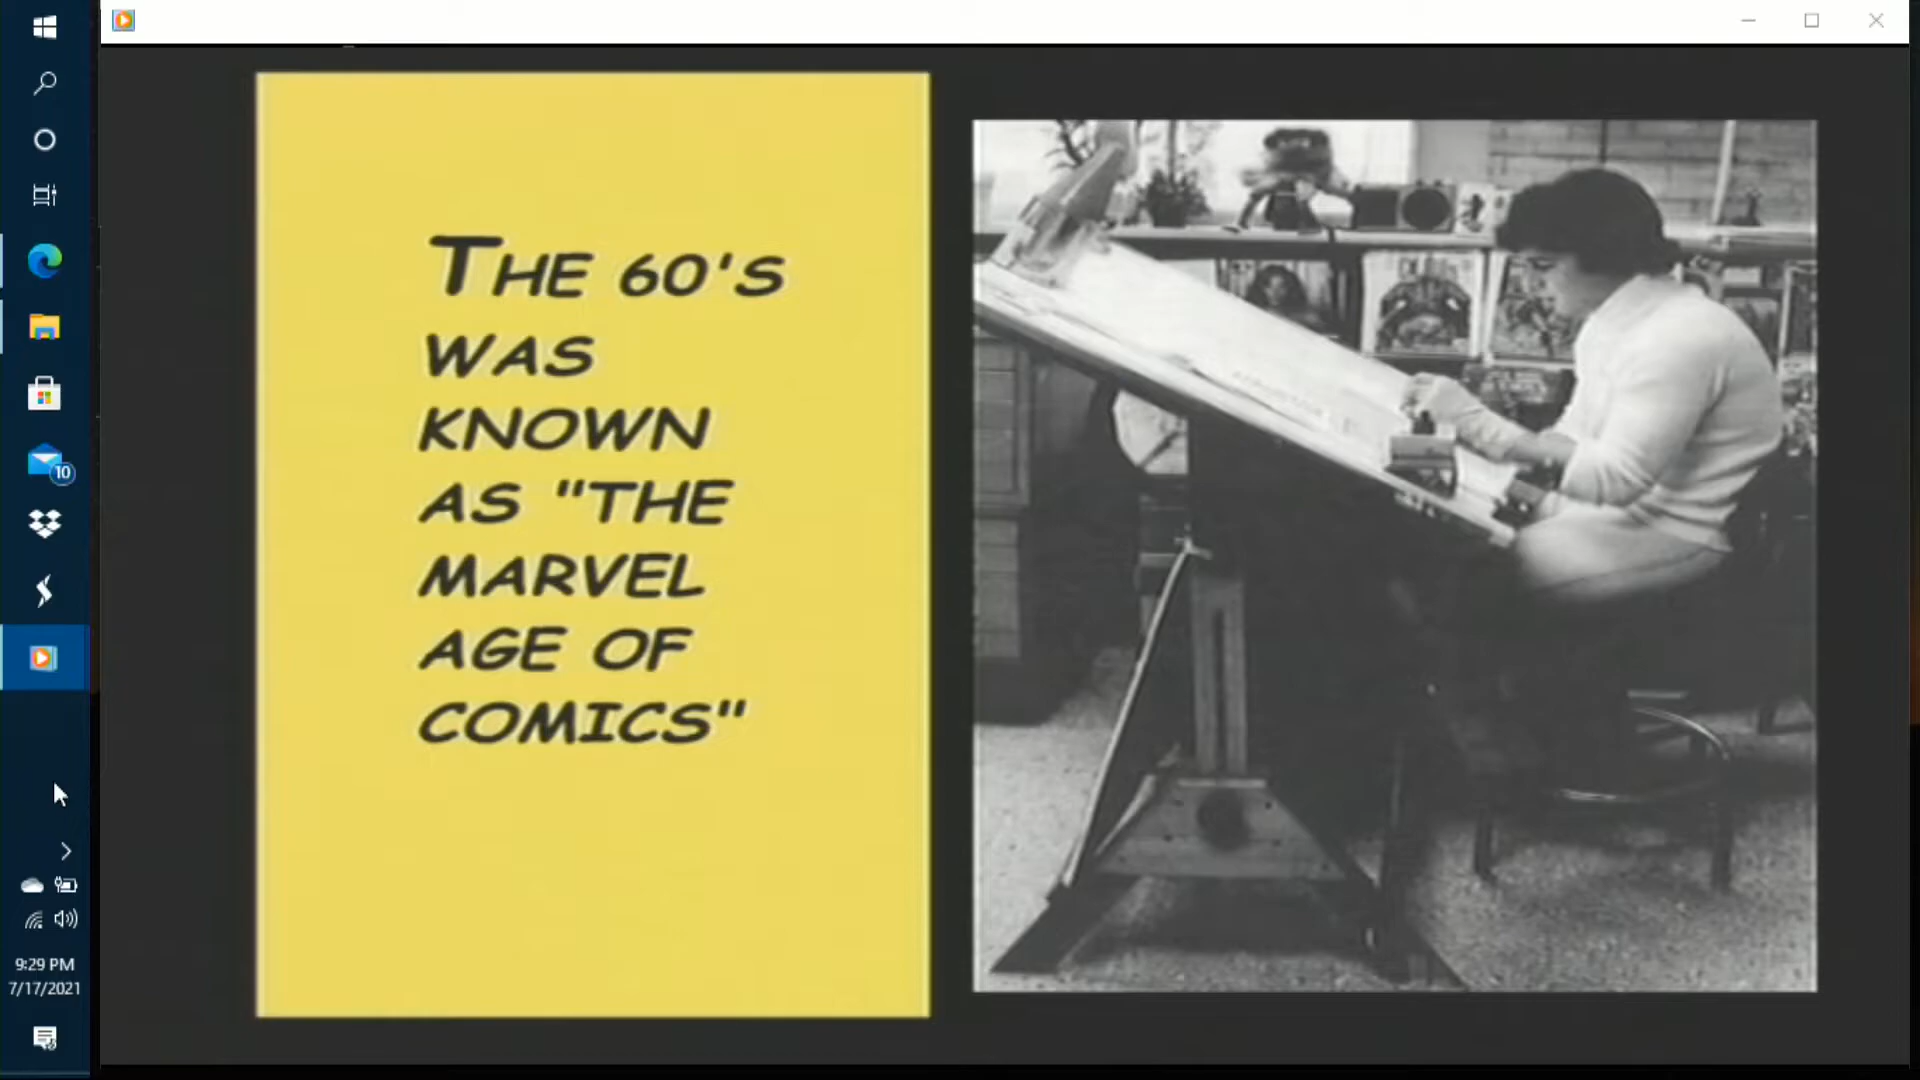 THE 60'S
WAS
KNOWN
AS "THE
MARVEL
AGE OF
COMICS"
10
9:29 PM
7/17/2021